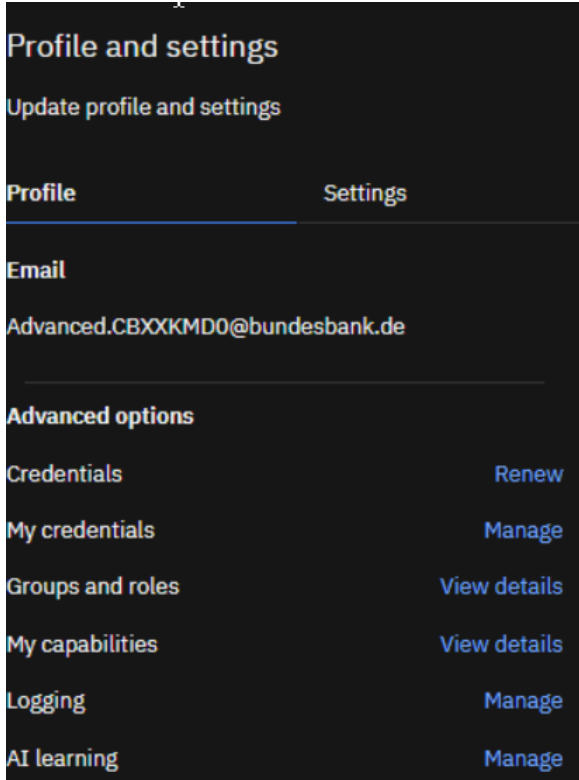 Profile and settings
Update profile and settings
Profile Settings
Email
Advanced.CBXXKMD0@bundesbank.de
Advanced options
Credentials Renew
My credentials Manage
Groups and roles View details
My capabilities View details
Logging Manage
AI learning Manage